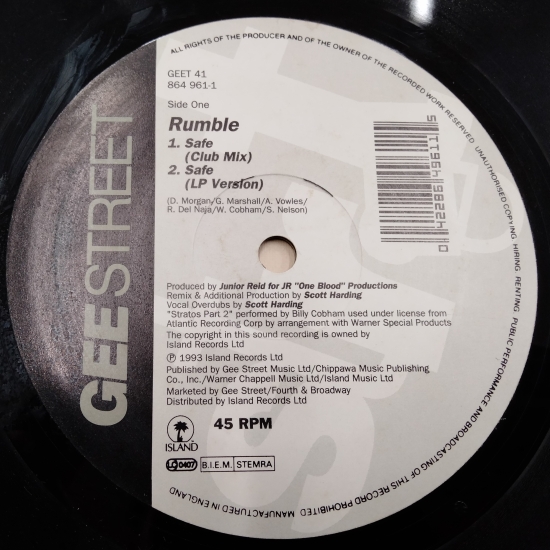 ALL RIGHTS OF THE PRODUCER AND OF THE OWNER OF THE RECORDED WORK RESERVED UNAUTHORISED COPYING HIRING RENTING PUBLIC PERFORMANCE AND BROADCASTING OF THIS RECORD PROHIBITED MANUFACTURED IN ENGLAND
GEE STREET
GEET 41
864 961-1
Side One
Rumble
1. Safe
(Club Mix)
2. Safe
(LP Version)
(D. Morgan/G. Marshall/A. Vowles/
R. Del Naja/W. Cobham/S. Nelson)
Produced by Junior Reid for JR "One Blood" Productions
Remix & Additional Production by Scott Harding
Vocal Overdubs by Scott Harding
"Stratos Part 2" performed by Billy Cobham used under license from
Atlantic Recording Corp by arrangement with Warner Special Products
The copyright in this sound recording is owned by
Island Records Ltd
℗ 1993 Island Records Ltd
Published by Gee Street Music Ltd/Chippawa Music Publishing
Co., Inc/Warner Chappell Music Ltd/Island Music Ltd
Marketed by Gee Street/Fourth & Broadway
Distributed by Island Records Ltd
ISLAND
45 RPM
LC 0407
B.I.E.M. STEMRA